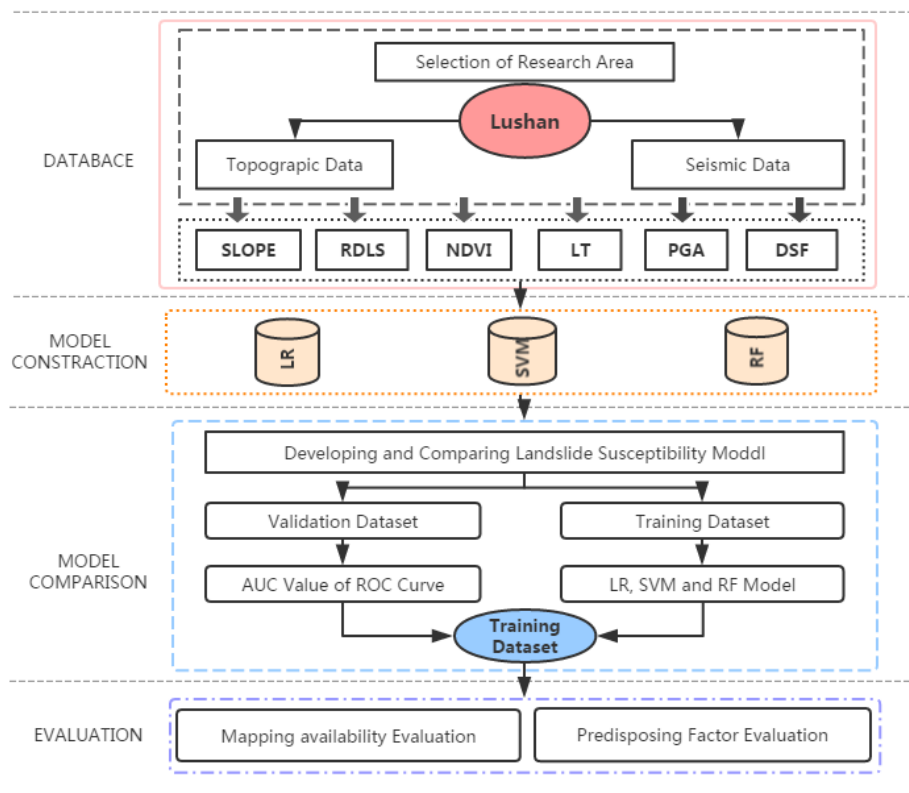 Selection of Research Area
Lushan
DATABACE
Topograpic Data
Seismic Data
SLOPE
RDLS
NDVI
LT
PGA
DSF
MODEL
CONSTRACTION
LR
SVM
RF
Developing and Comparing Landslide Susceptibility Moddl
Validation Dataset
Training Dataset
MODEL
COMPARISON
AUC Value of ROC Curve
LR, SVM and RF Model
Training
Dataset
EVALUATION
Mapping availability Evaluation
Predisposing Factor Evaluation